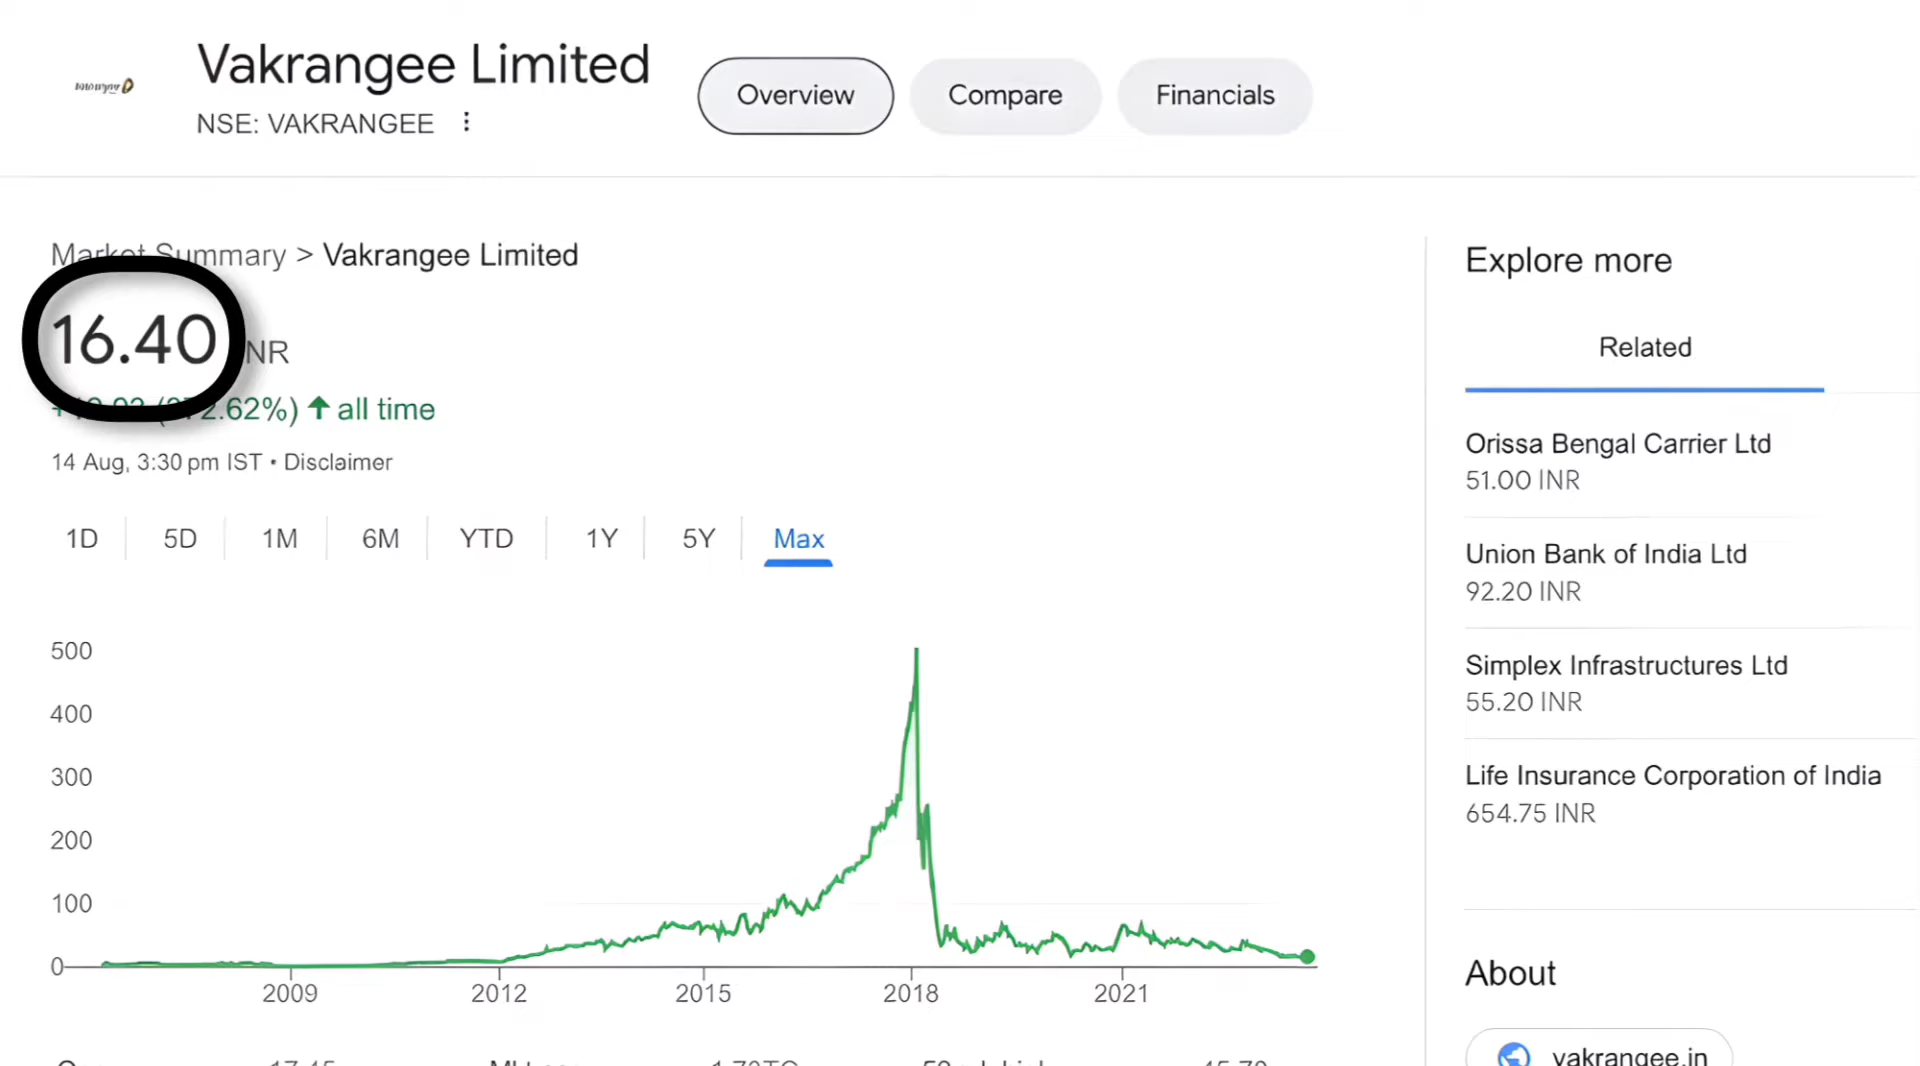 Vakrangee Limited
NSE: VAKRANGEE
Overview
Compare
Financials
Market Summary > Vakrangee Limited
16.40 INR
all time
14 Aug, 3:30 pm IST • Disclaimer
1D 5D 1M 6M YTD 1Y 5Y Max
500
400
300
200
100
0
2009 2012 2015 2018 2021
Explore more
Related
Orissa Bengal Carrier Ltd
51.00 INR
Union Bank of India Ltd
92.20 INR
Simplex Infrastructures Ltd
55.20 INR
Life Insurance Corporation of India
654.75 INR
About
vakrangee.in